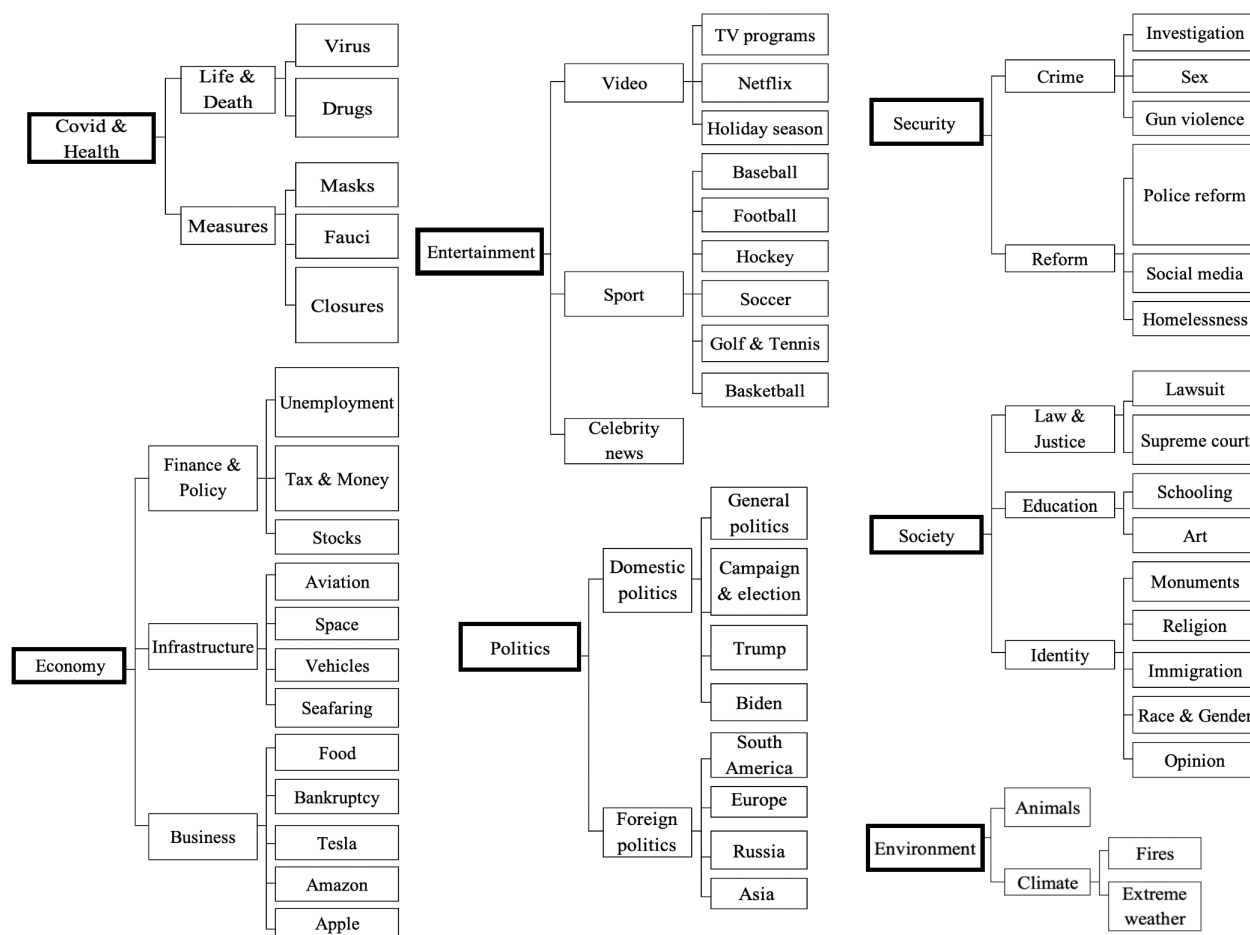 Covid &
Health
Life &
Death
Virus
Drugs
Measures
Masks
Fauci
Closures
Economy
Finance &
Policy
Unemployment
Tax & Money
Stocks
Infrastructure
Aviation
Space
Vehicles
Seafaring
Business
Food
Bankruptcy
Tesla
Amazon
Apple
Entertainment
Video
TV programs
Netflix
Holiday season
Sport
Baseball
Football
Hockey
Soccer
Golf & Tennis
Basketball
Celebrity
news
Politics
Domestic
politics
General
politics
Campaign
& election
Trump
Biden
Foreign
politics
South
America
Europe
Russia
Asia
Security
Crime
Investigation
Sex
Gun violence
Reform
Police reform
Social media
Homelessness
Society
Law &
Justice
Lawsuit
Supreme court
Education
Schooling
Art
Identity
Monuments
Religion
Immigration
Race & Gender
Opinion
Environment
Animals
Climate
Fires
Extreme
weather